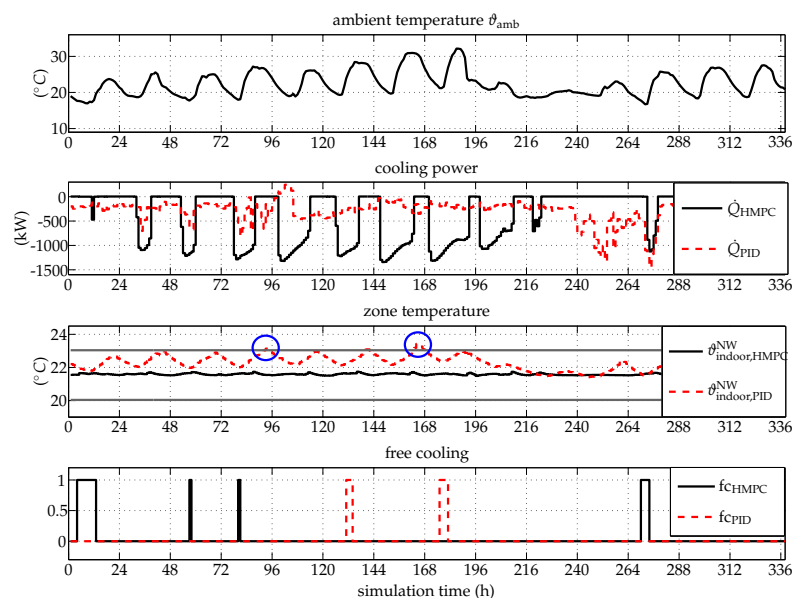 ambient temperature ϑamb
(°C)
30
20
10
0 24 48 72 96 120 144 168 196 216 240 264 288 312 336
cooling power
(kW)
0
-500
-1000
-1500
Q̇HMPC
Q̇PID
0 24 48 72 96 120 144 168 196 216 240 264 288 312 336
zone temperature
(°C)
24
22
20
ϑNWindoor,HMPC
ϑNWindoor,PID
0 24 48 72 96 120 144 168 196 216 240 264 288 312 336
free cooling
1
0.5
0
fcHMPC
fcPID
0 24 48 72 96 120 144 168 196 216 240 264 288 312 336
simulation time (h)